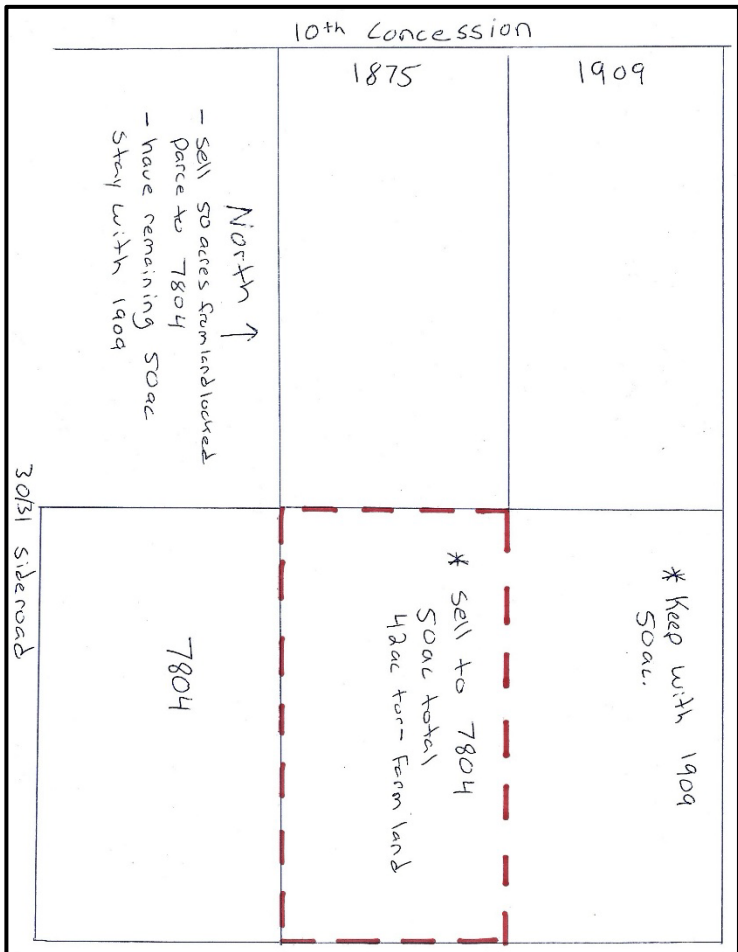 10th Concession
1875
1909
North ↑
- sell 50 acres from landlocked
parce to 7804
- have remaining 50ac
stay with 1909
30/31 sideroad
7804
* Sell to 7804
50ac total
42ac farm land
* Keep with 1909
50ac.